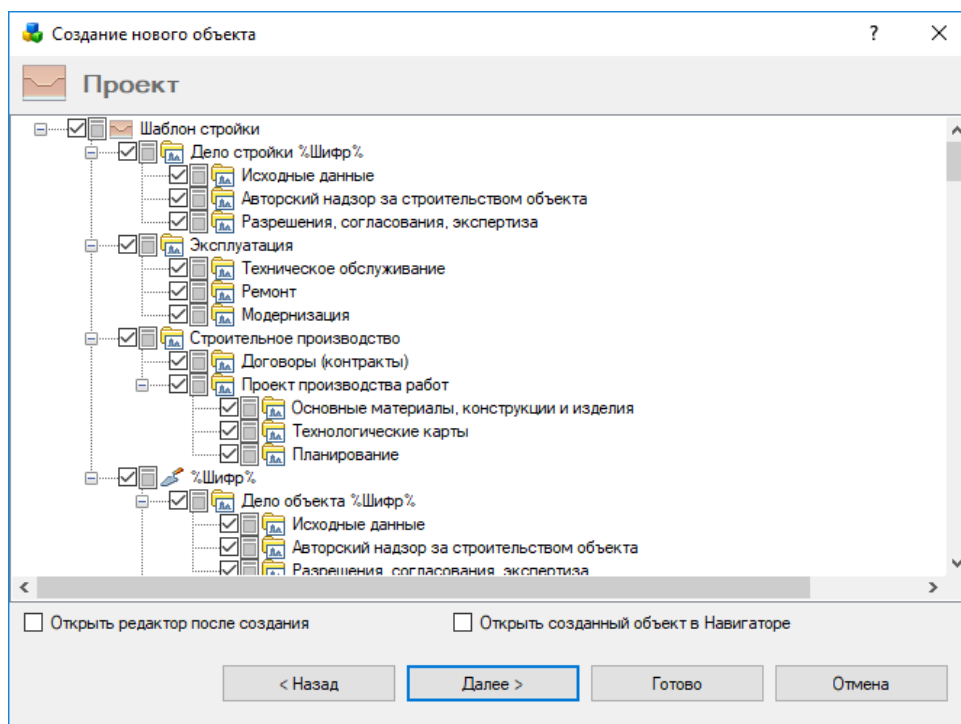 Создание нового объекта
Проект
Шаблон стройки
Дело стройки %Шифр%
Исходные данные
Авторский надзор за строительством объекта
Разрешения, согласования, экспертиза
Эксплуатация
Техническое обслуживание
Ремонт
Модернизация
Строительное производство
Договоры (контракты)
Проект производства работ
Основные материалы, конструкции и изделия
Технологические карты
Планирование
%Шифр%
Дело объекта %Шифр%
Исходные данные
Авторский надзор за строительством объекта
Разрешения, согласования, экспертиза
Открыть редактор после создания Открыть созданный объект в Навигаторе
< Назад Далее > Готово Отмена